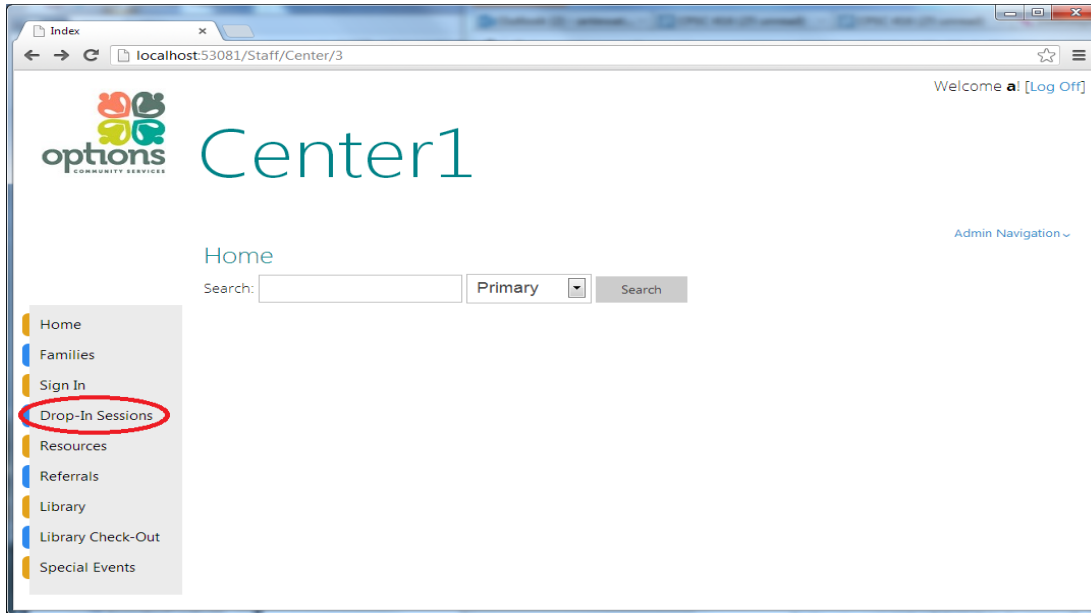 Index
localhost:53081/Staff/Center/3
Welcome a! [Log Off]
options
COMMUNITY SERVICES
Center1
Admin Navigation
Home
Search: Primary Search
Home
Families
Sign In
Drop-In Sessions
Resources
Referrals
Library
Library Check-Out
Special Events